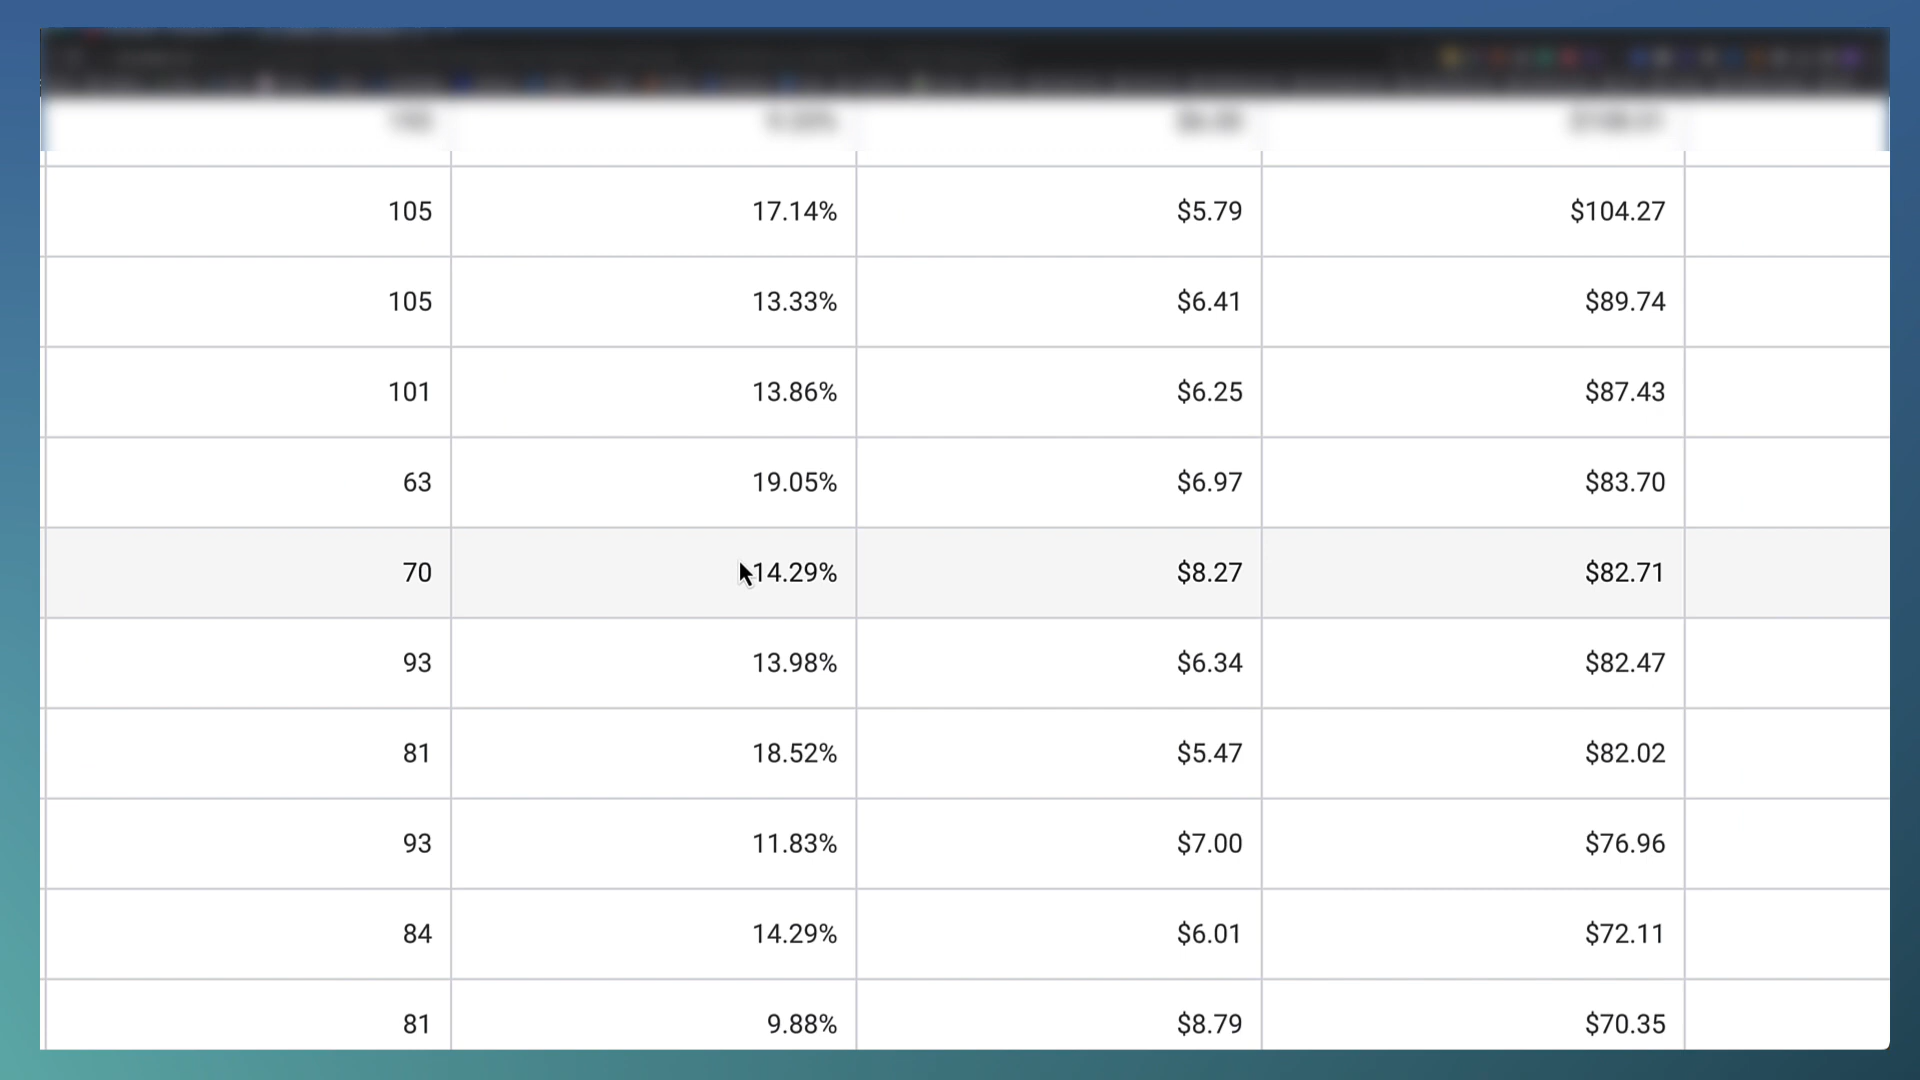 105 17.14% $5.79 $104.27
105 13.33% $6.41 $89.74
101 13.86% $6.25 $87.43
63 19.05% $6.97 $83.70
70 14.29% $8.27 $82.71
93 13.98% $6.34 $82.47
81 18.52% $5.47 $82.02
93 11.83% $7.00 $76.96
84 14.29% $6.01 $72.11
81 9.88% $8.79 $70.35